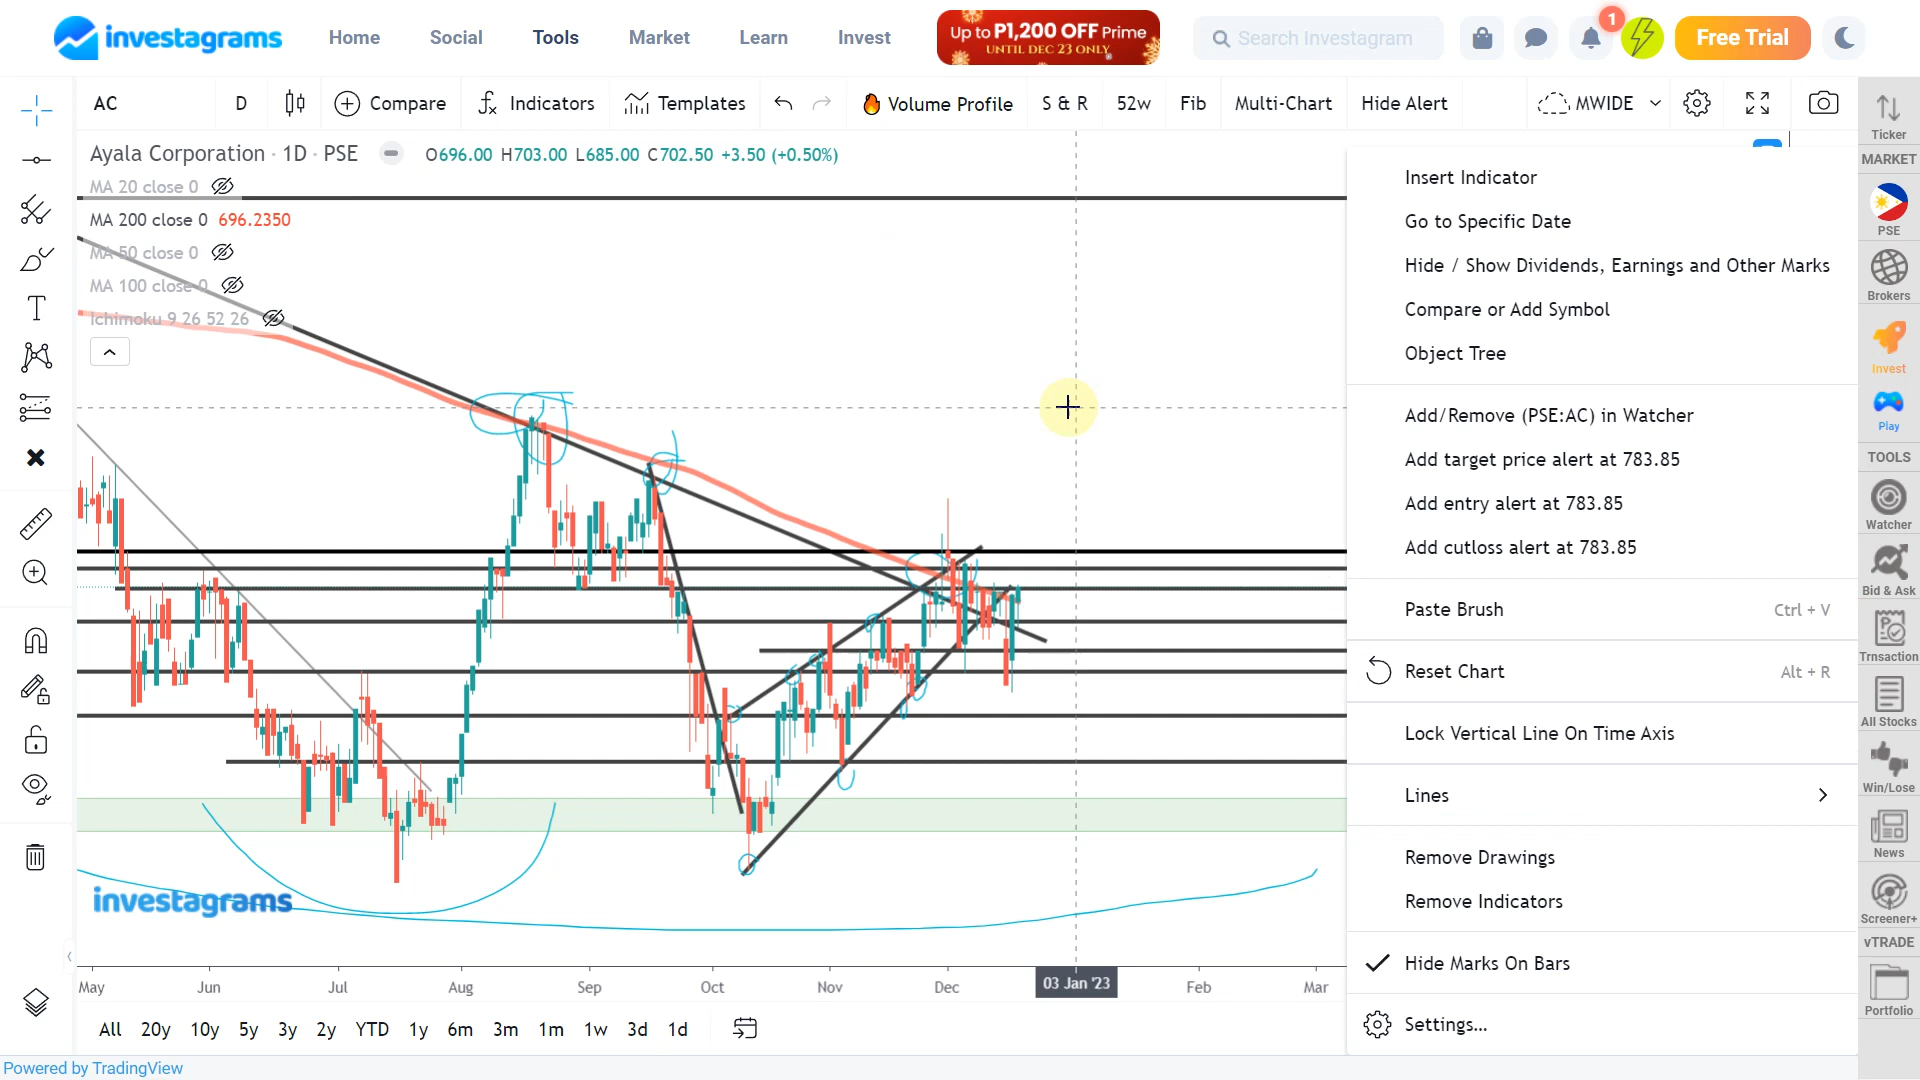 investagrams
Home
Social
Tools
Market
Learn
Invest
Up to P1,200 OFF Prime
UNTIL DEC 23 ONLY
Search Investagram
1
Free Trial
AC
D
Compare
Indicators
Templates
Volume Profile
S & R
52w
Fib
Multi-Chart
Hide Alert
MWIDE
Ayala Corporation · 1D · PSE
O696.00 H703.00 L685.00 C702.50 +3.50 (+0.50%)
MA 20 close 0
MA 200 close 0 696.2350
MA 50 close 0
MA 100 close 0
Ichimoku 9 26 52 26
Insert Indicator
Go to Specific Date
Hide / Show Dividends, Earnings and Other Marks
Compare or Add Symbol
Object Tree
Add/Remove (PSE:AC) in Watcher
Add target price alert at 783.85
Add entry alert at 783.85
Add cutloss alert at 783.85
Paste Brush Ctrl + V
Reset Chart Alt + R
Lock Vertical Line On Time Axis
Lines
Remove Drawings
Remove Indicators
Hide Marks On Bars
Settings...
Ticker
MARKET
PSE
Brokers
Invest
Play
TOOLS
Watcher
Bid & Ask
Trnsaction
All Stocks
Win/Lose
News
Screener+
vTRADE
Portfolio
investagrams
May
Jun
Jul
Aug
Sep
Oct
Nov
Dec
03 Jan '23
Feb
Mar
All
20y
10y
5y
3y
2y
YTD
1y
6m
3m
1m
1w
3d
1d
Powered by TradingView